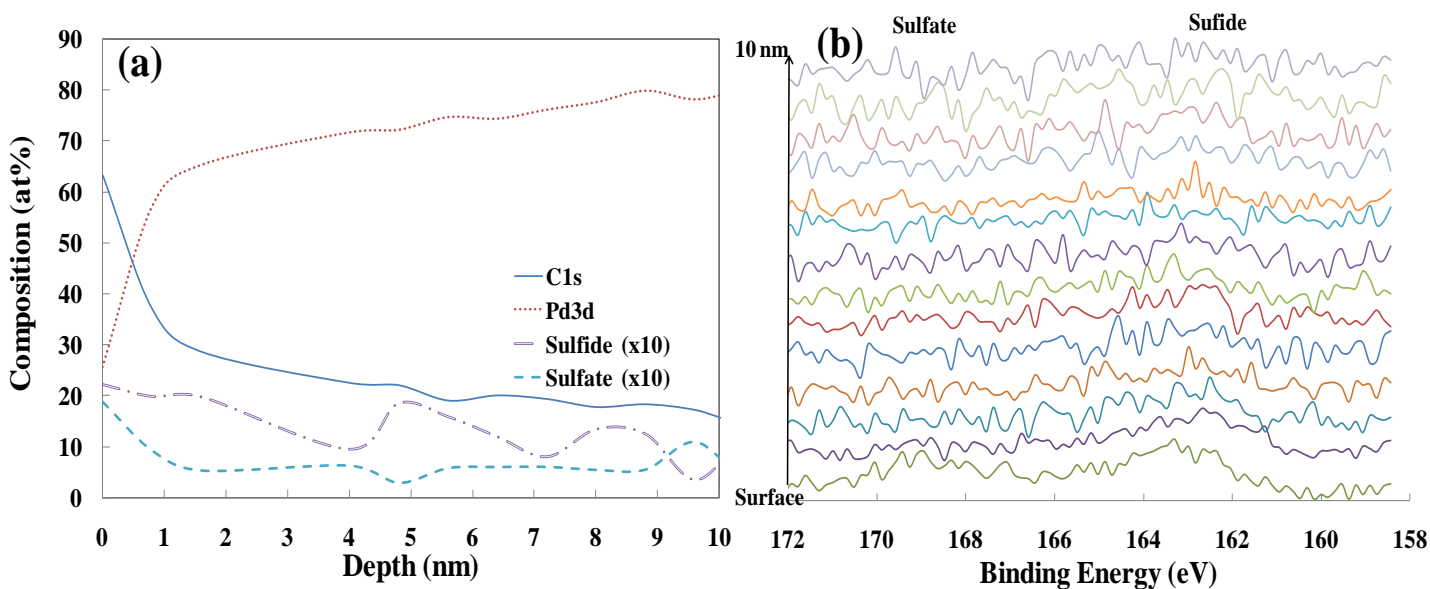 (a)
90
80
70
60
50
40
30
20
10
0
Composition (at%)
C1s
Pd3d
Sulfide (x10)
Sulfate (x10)
0 1 2 3 4 5 6 7 8 9 10
Depth (nm)
Sulfate Sufide
(b)
10 nm
Surface
172 170 168 166 164 162 160 158
Binding Energy (eV)